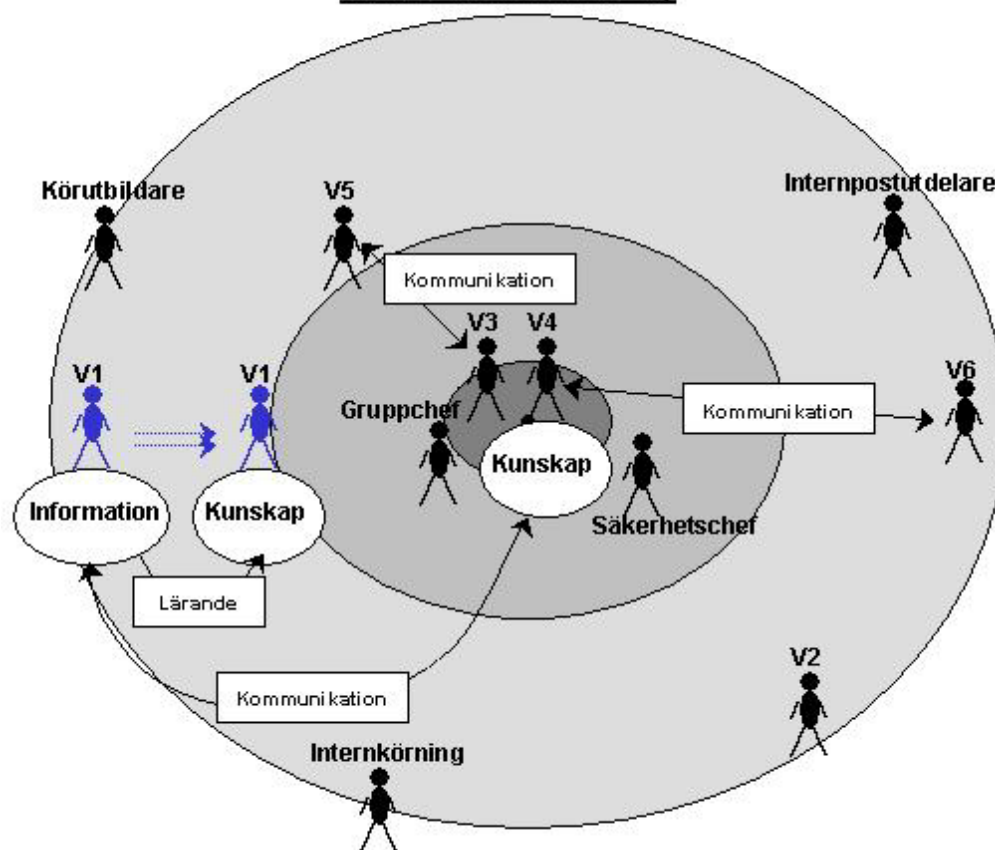 Körutbildare
V5
Internpostutdelare
Kommunikation
V3
V4
V1
V1
V6
Gruppchef
Kommunikation
Kunskap
Information
Kunskap
Säkerhetschef
Lärande
V2
Kommunikation
Internkörning